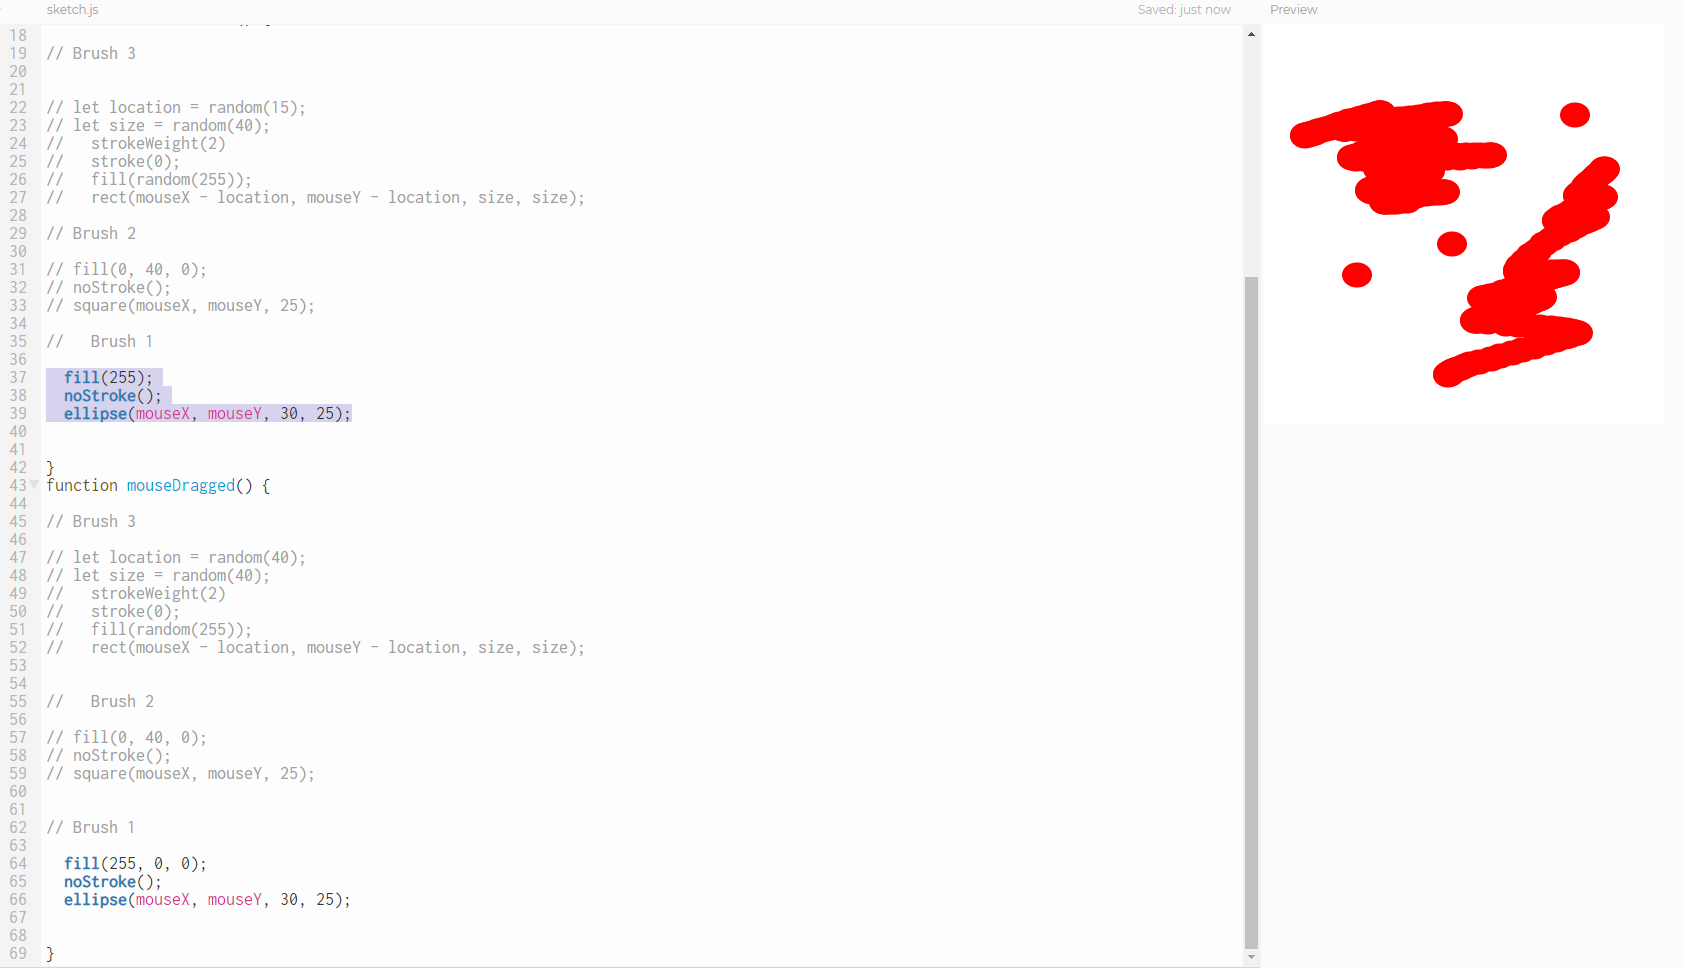 sketch.js
Saved: just now
Preview
18
19 // Brush 3
20
21
22 // let location = random(15);
23 // let size = random(40);
24 //   strokeWeight(2)
25 //   stroke(0);
26 //   fill(random(255));
27 //   rect(mouseX - location, mouseY - location, size, size);
28
29 // Brush 2
30
31 // fill(0, 40, 0);
32 // noStroke();
33 // square(mouseX, mouseY, 25);
34
35 //   Brush 1
36
37   fill(255);
38   noStroke();
39   ellipse(mouseX, mouseY, 30, 25);
40
41
42 }
43 function mouseDragged() {
44
45 // Brush 3
46
47 // let location = random(40);
48 // let size = random(40);
49 //   strokeWeight(2)
50 //   stroke(0);
51 //   fill(random(255));
52 //   rect(mouseX - location, mouseY - location, size, size);
53
54
55 //   Brush 2
56
57 // fill(0, 40, 0);
58 // noStroke();
59 // square(mouseX, mouseY, 25);
60
61
62 // Brush 1
63
64   fill(255, 0, 0);
65   noStroke();
66   ellipse(mouseX, mouseY, 30, 25);
67
68
69 }